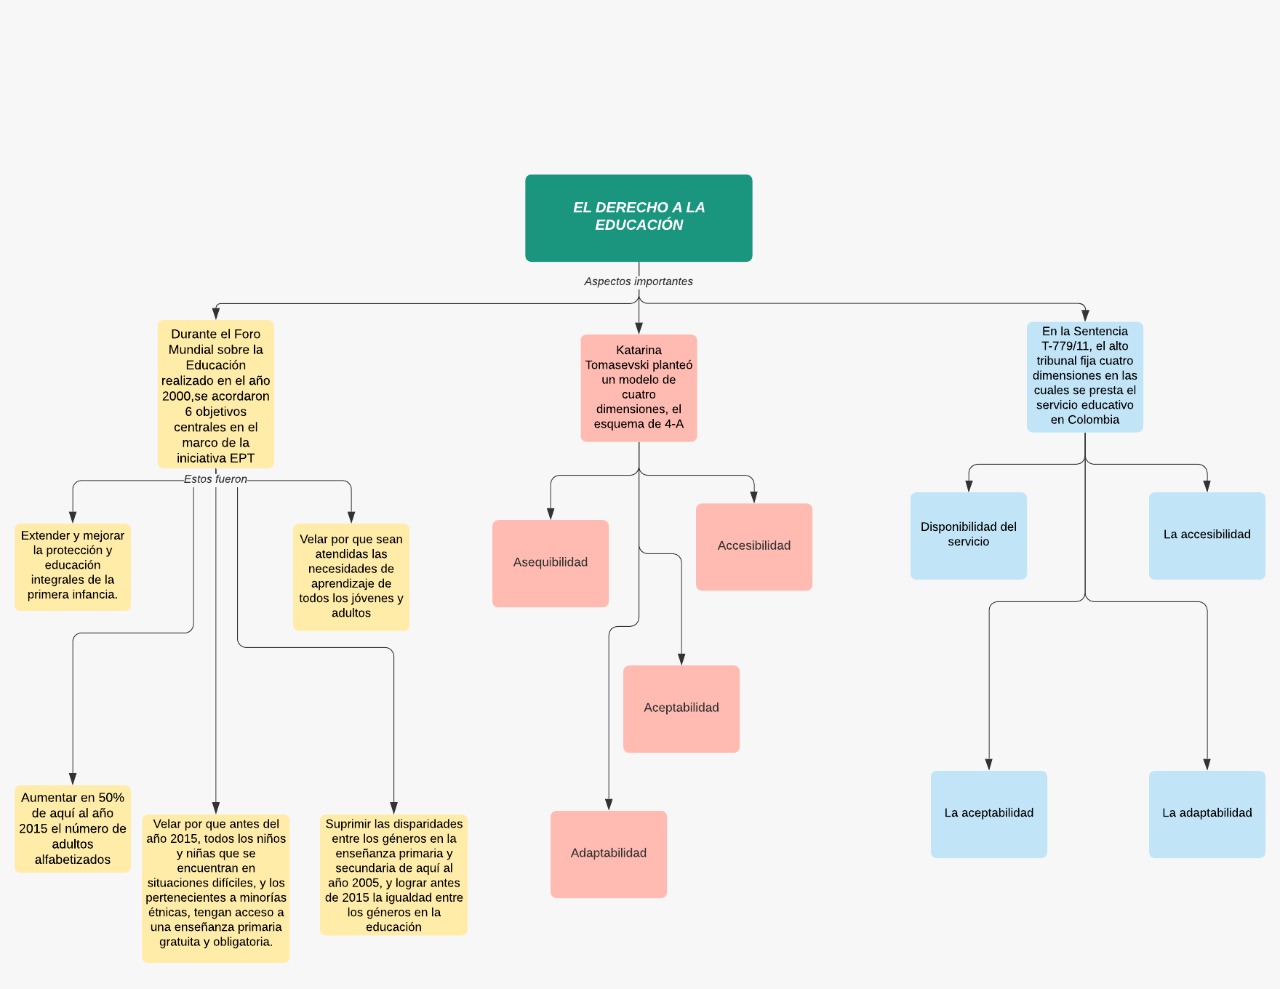 EL DERECHO A LA
EDUCACIÓN
Aspectos importantes
Durante el Foro
Mundial sobre la
Educación
realizado en el año
2000,se acordaron
6 objetivos
centrales en el
marco de la
iniciativa EPT
Katarina
Tomasevski planteó
un modelo de
cuatro
dimensiones, el
esquema de 4-A
En la Sentencia
T-779/11, el alto
tribunal fija cuatro
dimensiones en las
cuales se presta el
servicio educativo
en Colombia
Estos fueron
Extender y mejorar
la protección y
educación
integrales de la
primera infancia.
Velar por que sean
atendidas las
necesidades de
aprendizaje de
todos los jóvenes y
adultos
Asequibilidad
Accesibilidad
Disponibilidad del
servicio
La accesibilidad
Aceptabilidad
Aumentar en 50%
de aquí al año
2015 el número de
adultos
alfabetizados
Velar por que antes del
año 2015, todos los niños
y niñas que se
encuentran en
situaciones difíciles, y los
pertenecientes a minorías
étnicas, tengan acceso a
una enseñanza primaria
gratuita y obligatoria.
Suprimir las disparidades
entre los géneros en la
enseñanza primaria y
secundaria de aquí al
año 2005, y lograr antes
de 2015 la igualdad entre
los géneros en la
educación
Adaptabilidad
La aceptabilidad
La adaptabilidad